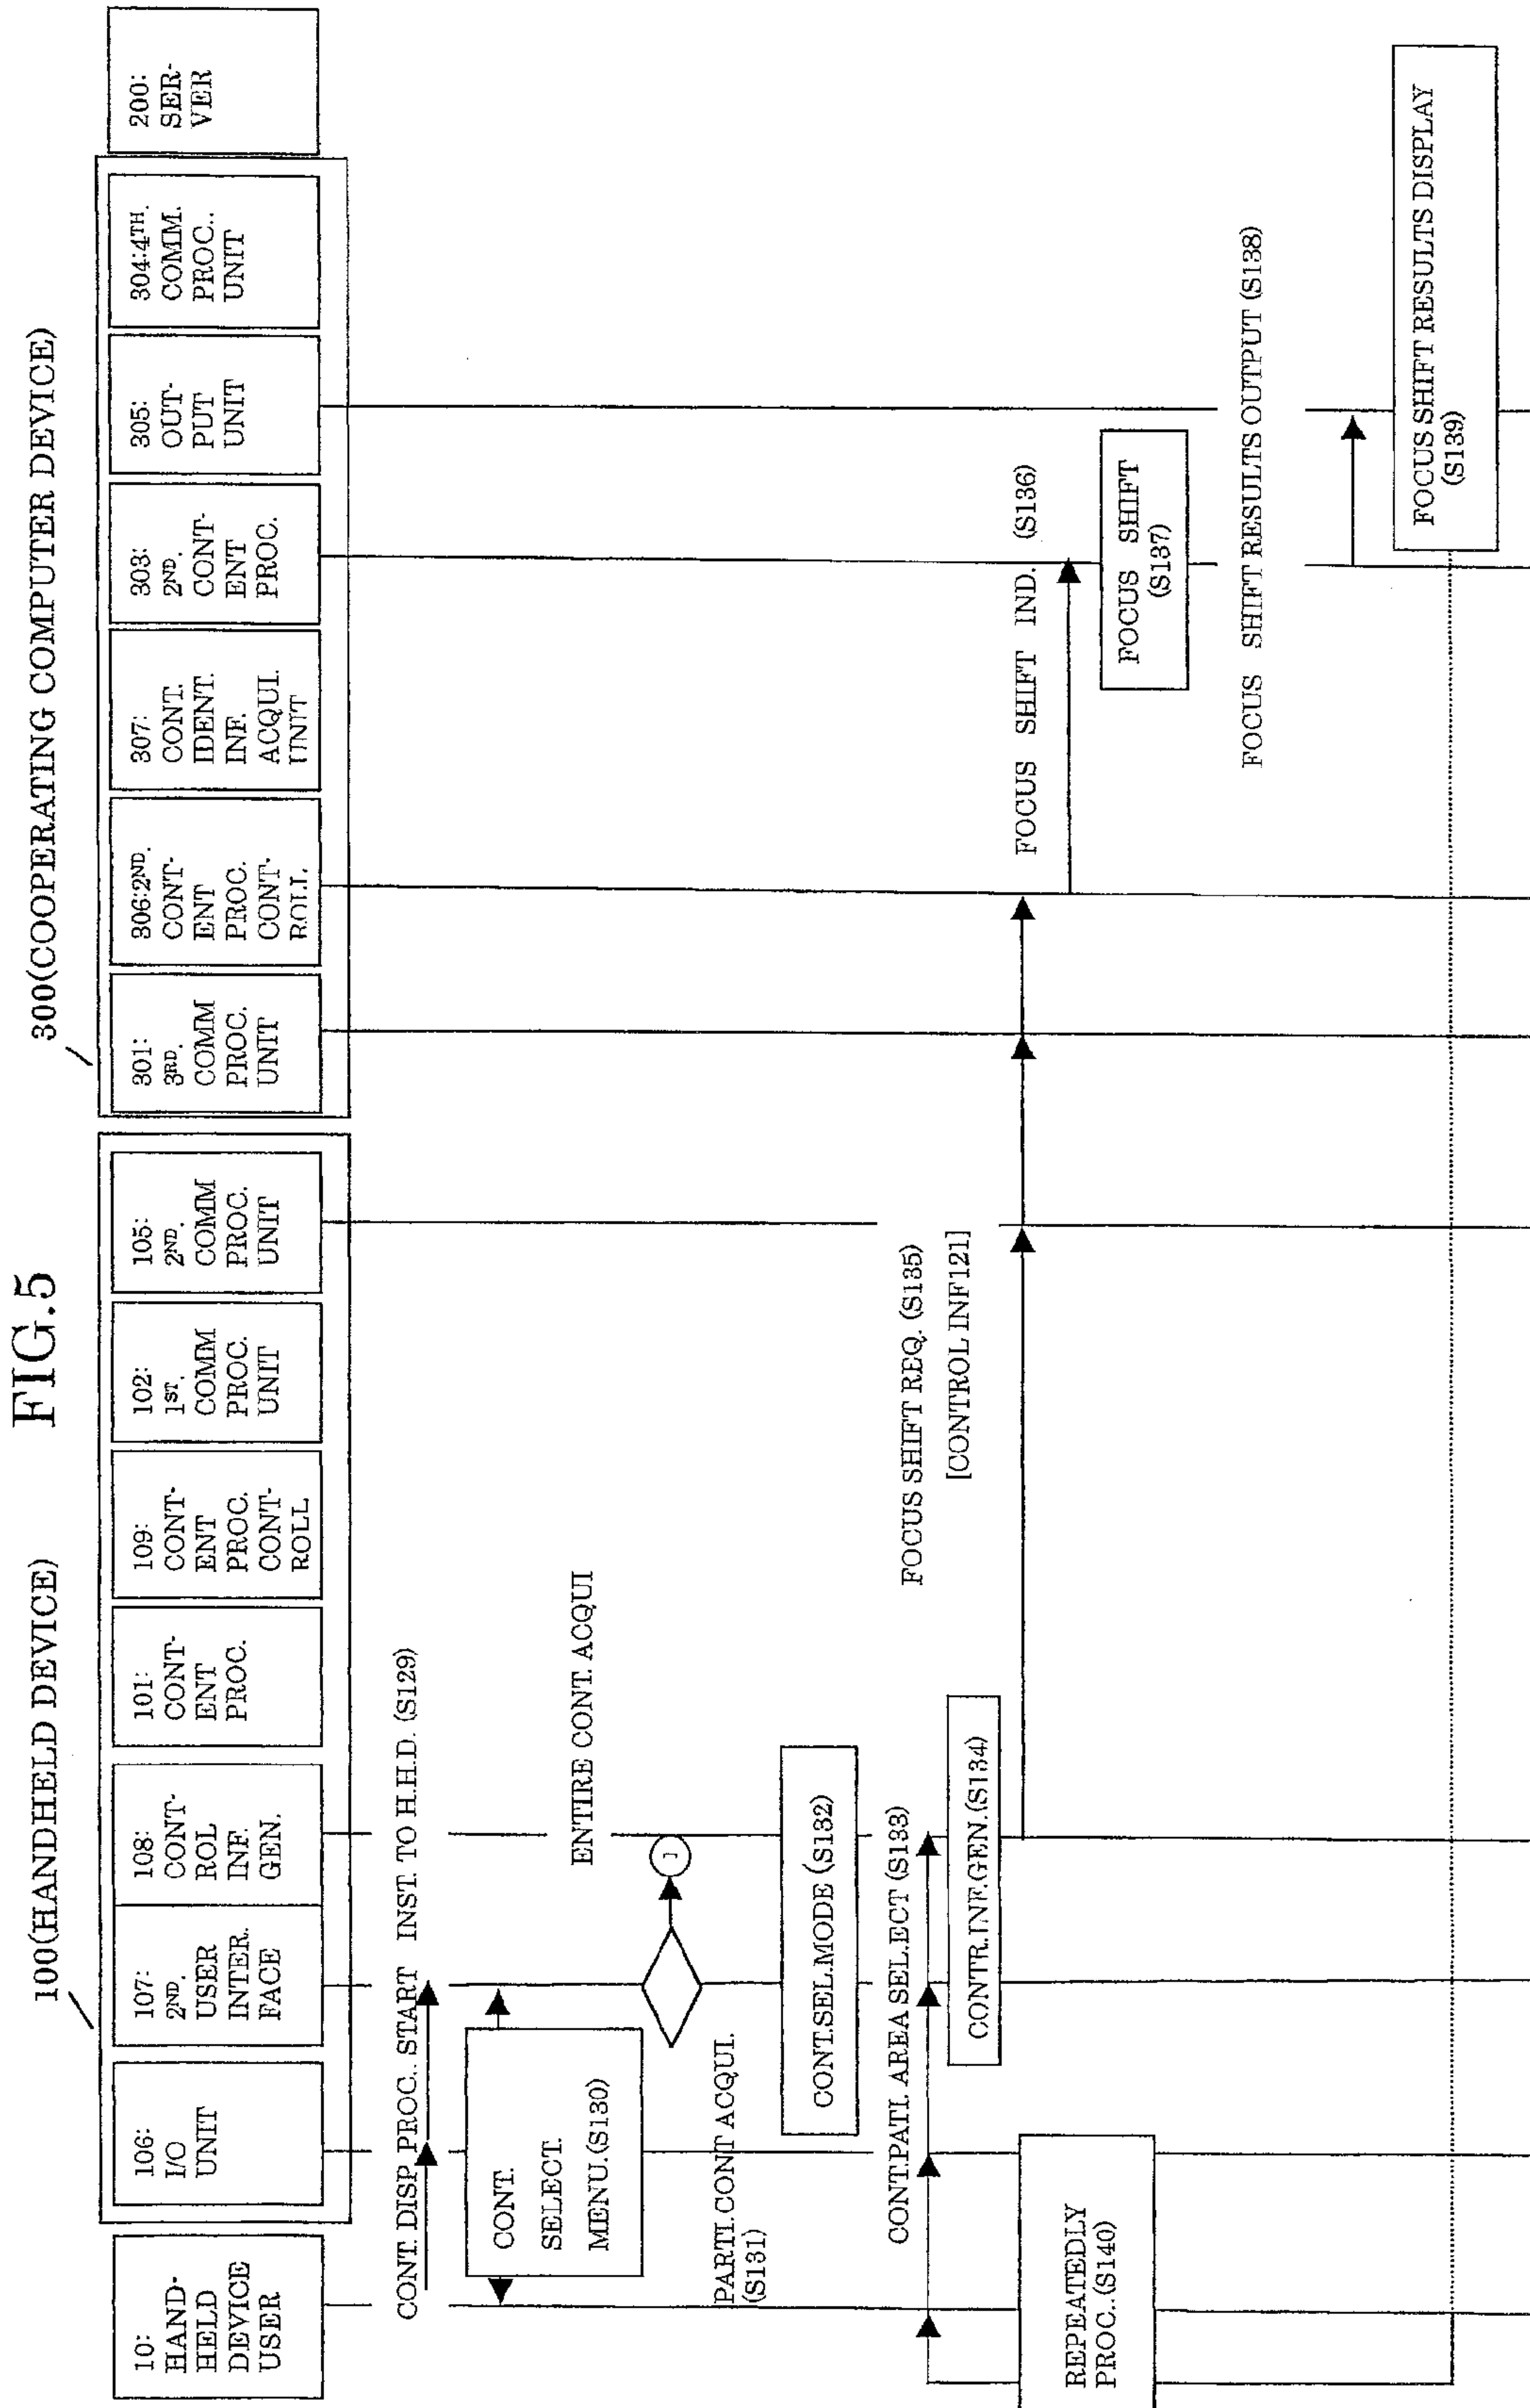 FIG.5
100(HANDHELD DEVICE)
300(COOPERATING COMPUTER DEVICE)
10:
HAND-
HELD
DEVICE
USER
106:
I/O
UNIT
107:
2ND.
USER
INTER.
FACE
108:
CONT-
ROL
INF.
GEN.
101:
CONT-
ENT
PROC.
109:
CONT-
ENT
PROC.
CONT-
ROLL
102:
1ST.
COMM
PROC.
UNIT
105:
2ND.
COMM
PROC.
UNIT
301:
3RD.
COMM
PROC.
UNIT
306:2ND.
CONT-
ENT
PROC.
CONT-
ROLL
307:
CONT.
IDENT.
INF.
ACQUI.
UNIT
303:
2ND.
CONT-
ENT
PROC.
305:
OUT-
PUT
UNIT
304:4TH.
COMM.
PROC..
UNIT
200:
SER-
VER
CONT. DISP. PROC.. START INST. TO H.H.D. (S129)
CONT.
SELECT.
MENU.(S130)
ENTIRE CONT. ACQUI
1
PARTI.CONT ACQUI.
(S131)
CONT.SEL.MODE (S132)
CONT.PATI. AREA SELECT (S133)
CONTR.INF.GEN.(S134)
FOCUS SHIFT REQ. (S135)
[CONTROL INF121]
FOCUS SHIFT IND. (S136)
FOCUS SHIFT
(S137)
FOCUS SHIFT RESULTS OUTPUT (S138)
FOCUS SHIFT RESULTS DISPLAY
(S139)
REPEATEDLY
PROC..(S140)